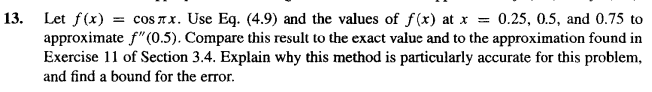 13. Let f(x) = cos πx. Use Eq. (4.9) and the values of f(x) at x = 0.25, 0.5, and 0.75 to
approximate f″(0.5). Compare this result to the exact value and to the approximation found in
Exercise 11 of Section 3.4. Explain why this method is particularly accurate for this problem,
and find a bound for the error.